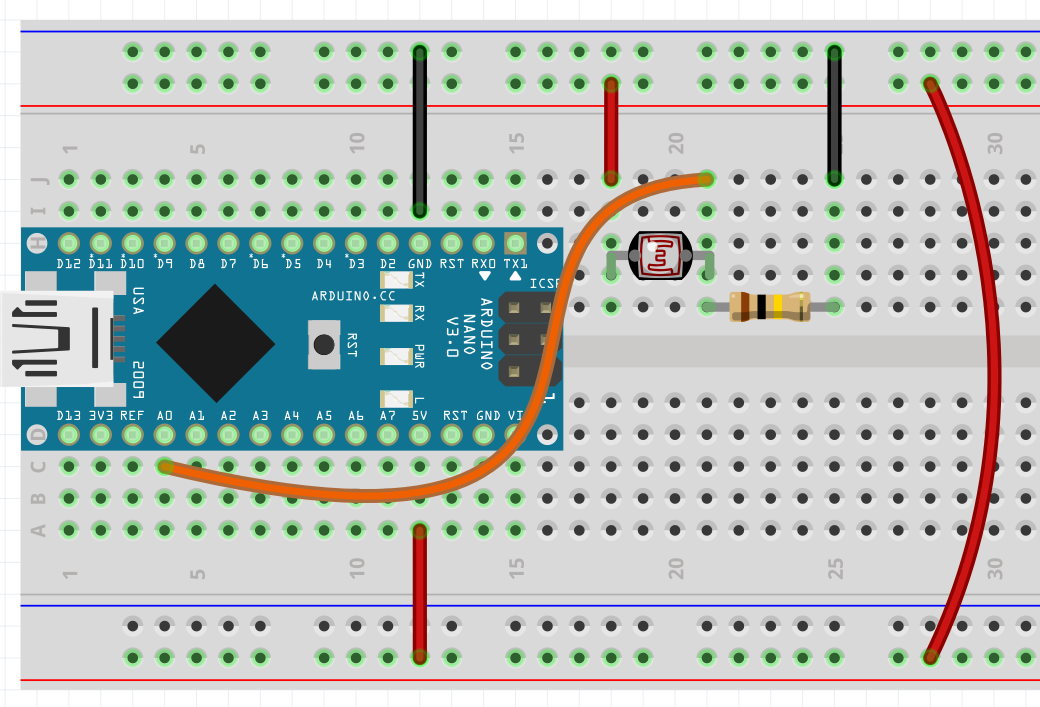 1 5 10 15 20 30
J
I
H
D12 D11 D10 *D9 D8 D7 *D6 *D5 D4 *D3 D2 GND RST RX0 TX1
ICSP
USA
2009
ARDUINO.CC
RST
TX
RX
PWR
L
ARDUINO
NANO
V3.0
1
D13 3V3 REF A0 A1 A2 A3 A4 A5 A6 A7 5V RST GND VI
D
C
B
A
1 5 10 15 20 25 30